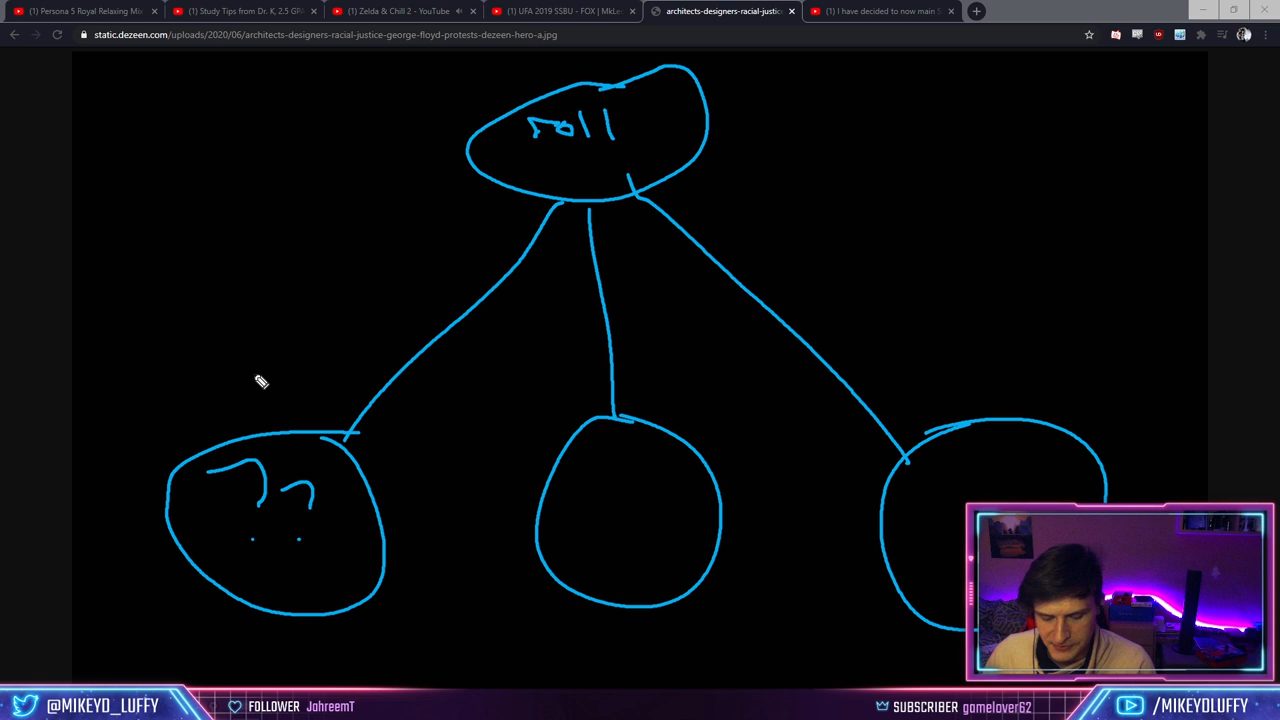 (1) Persona 5 Royal Relaxing Mi
(1) Study Tips from Dr. K, 2.5 GP
(1) Zelda & Chill 2 - YouTube
(1) UFA 2019 SSBU - FOX | MkLe
architects-designers-racial-justic
(1) I have decided to now main S
static.dezeen.com/uploads/2020/06/architects-designers-racial-justice-george-floyd-protests-dezeen-hero-a.jpg
roll
??
@MIKEYD_LUFFY
FOLLOWER JahreemT
SUBSCRIBER gamelover62
/MIKEYDLUFFY